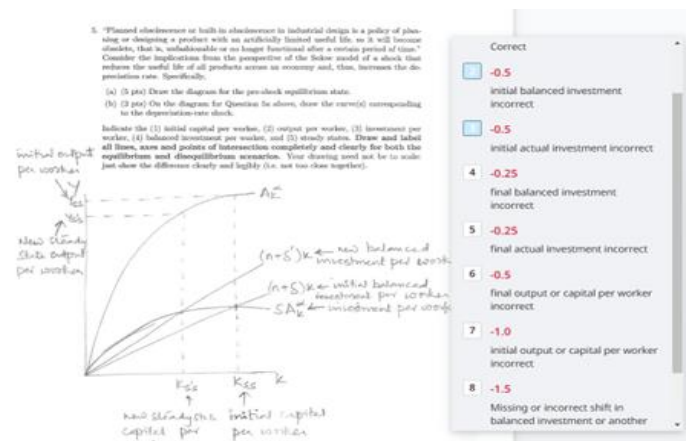 5. "Planned obsolescence or built-in obsolescence in industrial design is a policy of plan-
ning or designing a product with an artificially limited useful life, so it will become
obsolete, that is, unfashionable or no longer functional after a certain period of time."
Consider the implications from the perspective of the Solow model of a shock that
reduces the useful life of all products across an economy and, thus, increases the de-
preciation rate. Specifically,
(a) (5 pts) Draw the diagram for the pre-shock equilibrium state.
(b) (3 pts) On the diagram for Question 5a above, draw the curve(s) corresponding
to the depreciation-rate shock.
Indicate the (1) initial capital per worker, (2) output per worker, (3) investment per
worker, (4) balanced investment per worker, and (5) steady states. Draw and label
all lines, axes and points of intersection completely and clearly for both the
equilibrium and disequilibrium scenarios. Your drawing need not be to scale:
just show the difference clearly and legibly (i.e. not too close together).
initial output
per worker
Y
Yss
Yss'
New steady
State output
per worker
AK^α
(n+δ')k ← new balanced
investment per work
(n+δ)k ← initial balanced
investment per worker
SAK^α ← investment per work
Kss'
Kss
k
new steady
capital per
initial capital
per worker
Correct
-0.5
initial balanced investment
incorrect
3
-0.5
initial actual investment incorrect
4
-0.25
final balanced investment
incorrect
5
-0.25
final actual investment incorrect
6
-0.5
final output or capital per worker
incorrect
7
-1.0
initial output or capital per worker
incorrect
8
-1.5
Missing or incorrect shift in
balanced investment or another